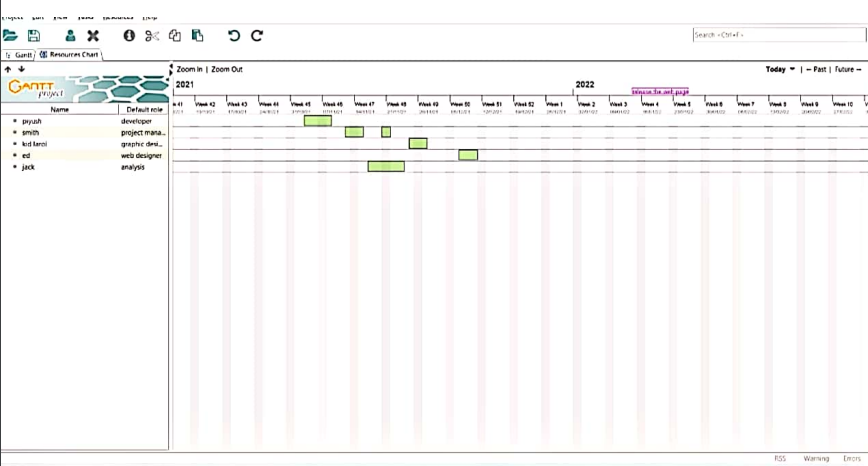 Project Edit View Tasks Resources Help
Search <Ctrl+F>
Gantt
Resources Chart
Zoom In | Zoom Out
Today | ← Past | Future →
GANTT
project
2021
2022
release the web page
41 Week 42 Week 43 Week 44 Week 45 Week 46 Week 47 Week 48 Week 49 Week 50 Week 51 Week 52 Week 1 Week 2 Week 3 Week 4 Week 5 Week 6 Week 7 Week 8 Week 9 Week 10
Name Default role
piyush developer
smith project mana...
kid laroi graphic desi...
ed web designer
jack analysis
RSS Warning Errors